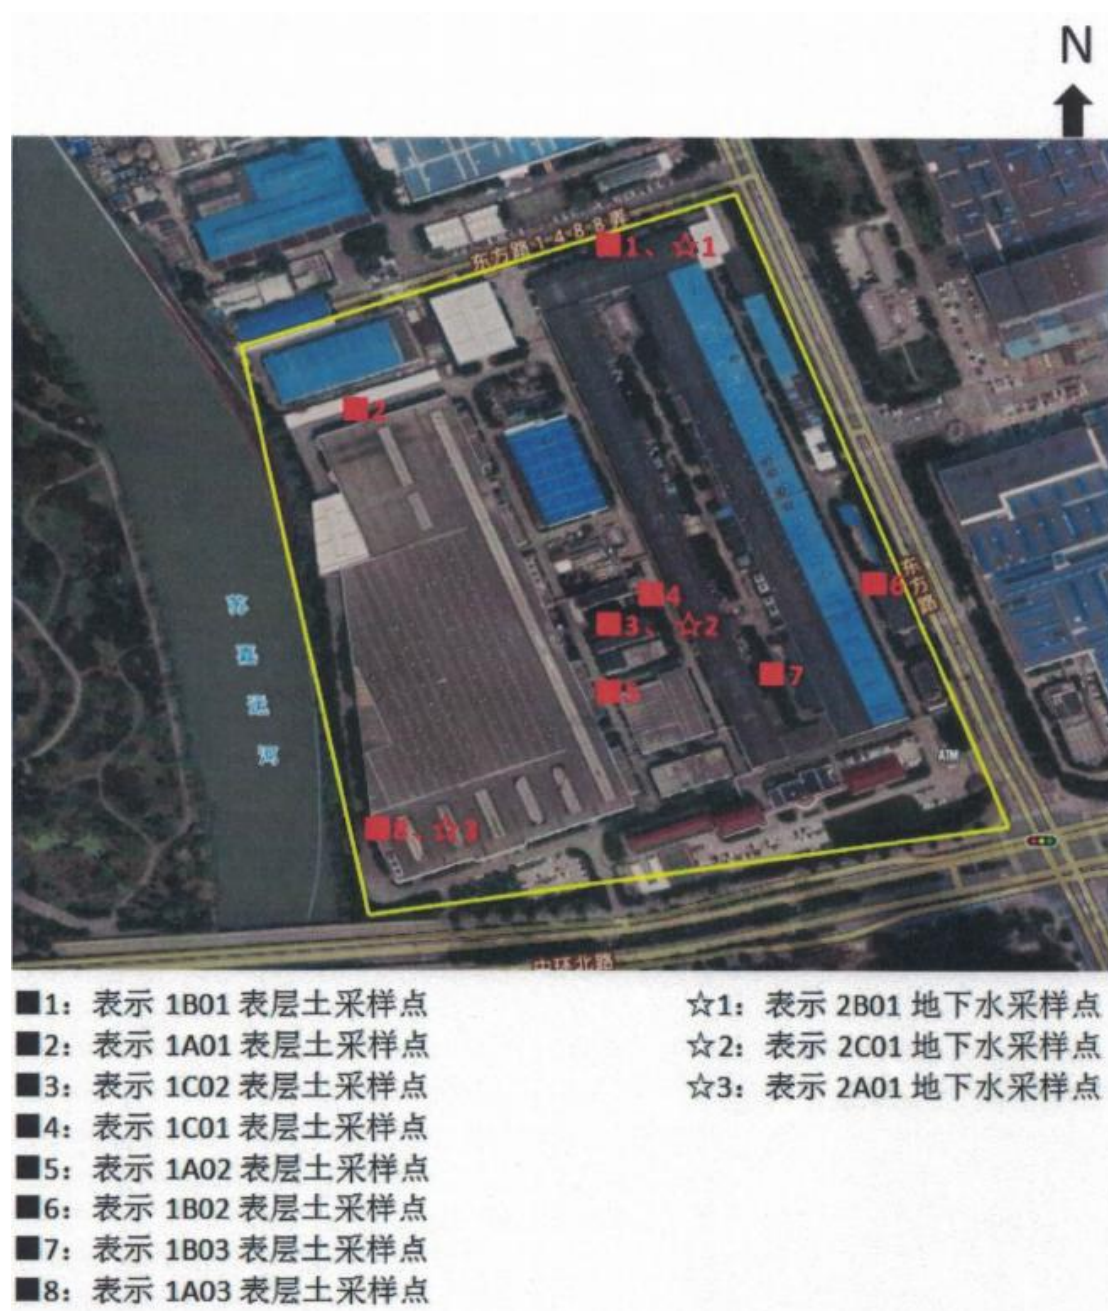 N
东方路1488弄
■1、☆1
■2
东方路
■6
■4
■3、☆2
■7
■5
苏嘉运河
ATM
■8、☆3
中环北路
■1：表示 1B01 表层土采样点
■2：表示 1A01 表层土采样点
■3：表示 1C02 表层土采样点
■4：表示 1C01 表层土采样点
■5：表示 1A02 表层土采样点
■6：表示 1B02 表层土采样点
■7：表示 1B03 表层土采样点
■8：表示 1A03 表层土采样点
☆1：表示 2B01 地下水采样点
☆2：表示 2C01 地下水采样点
☆3：表示 2A01 地下水采样点